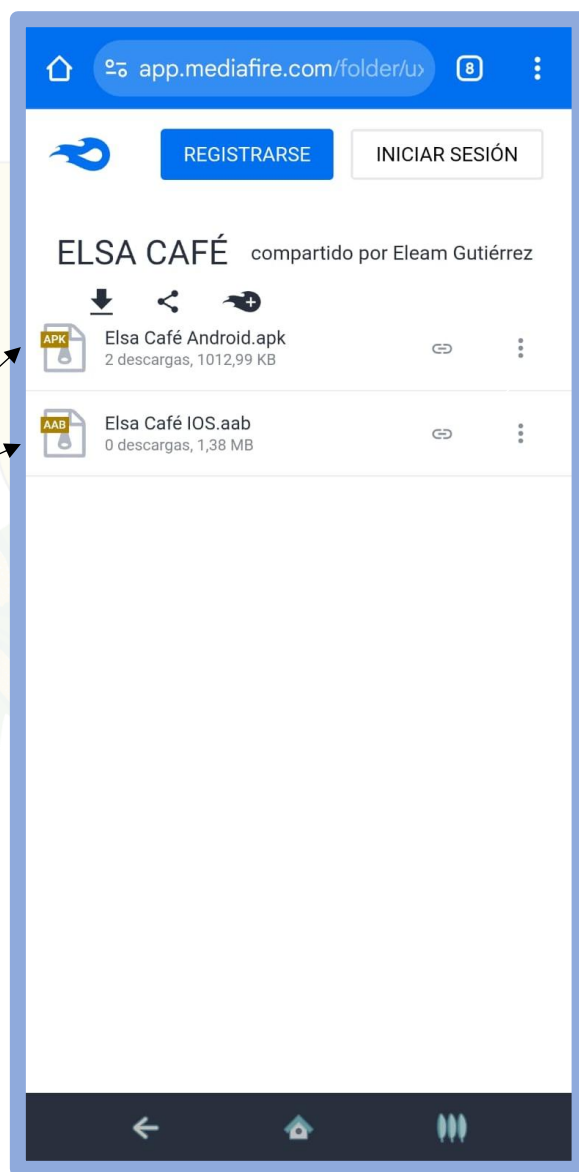 app.mediafire.com/folder/u
8
REGISTRARSE
INICIAR SESIÓN
ELSA CAFÉ compartido por Eleam Gutiérrez
APK
Elsa Café Android.apk
2 descargas, 1012,99 KB
AAB
Elsa Café IOS.aab
0 descargas, 1,38 MB